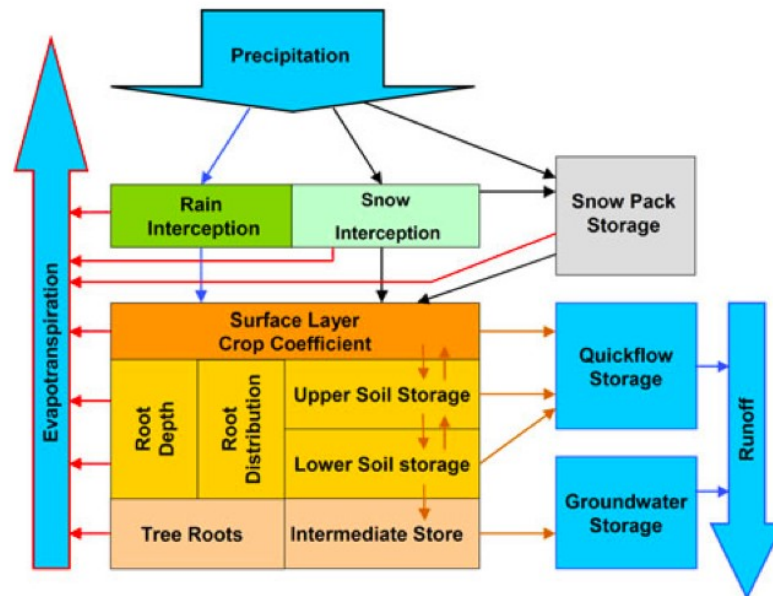 Precipitation
Rain
Interception
Snow
Interception
Snow Pack
Storage
Evapotranspiration
Surface Layer
Crop Coefficient
Quickflow
Storage
Root
Depth
Root
Distribution
Upper Soil Storage
Lower Soil storage
Runoff
Groundwater
Storage
Tree Roots
Intermediate Store